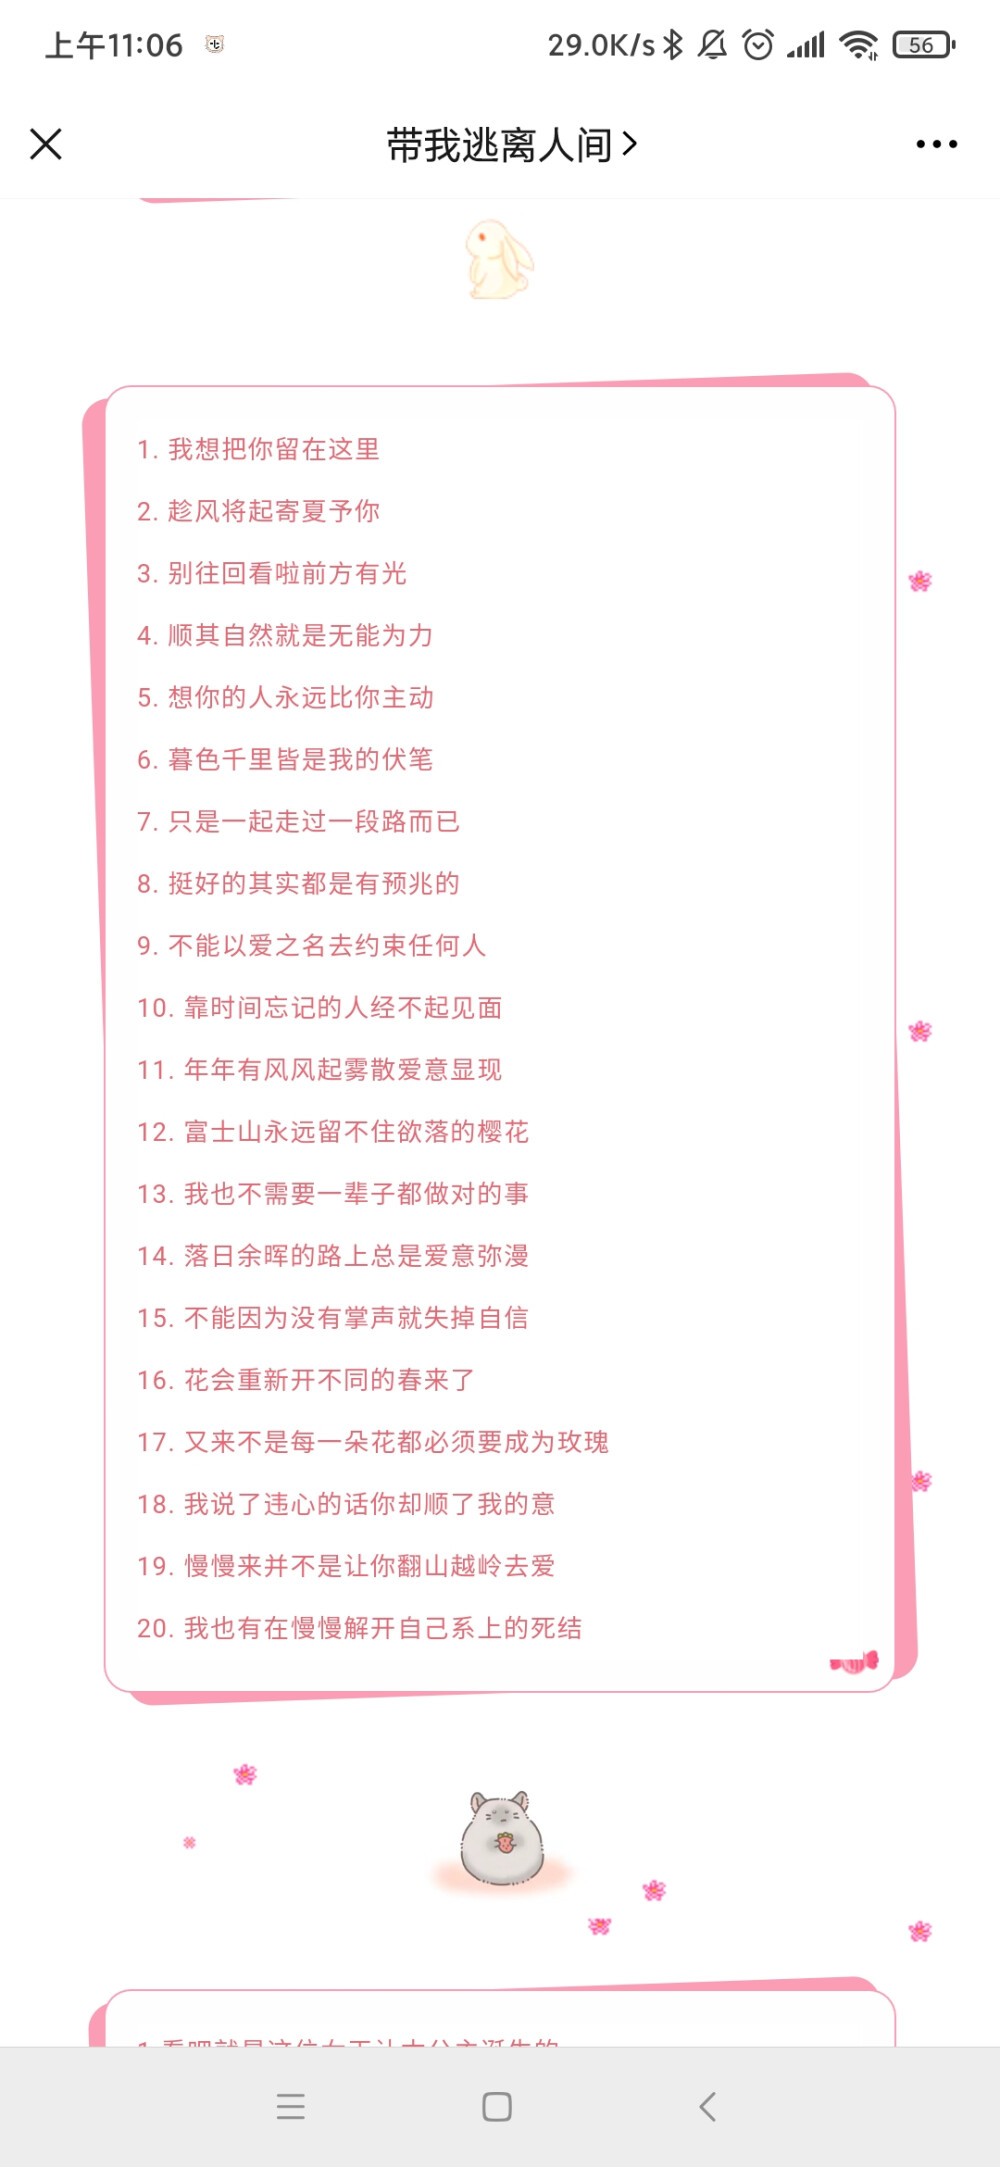 上午11:06
29.0K/s
56
带我逃离人间
1. 我想把你留在这里
2. 趁风将起寄夏予你
3. 别往回看啦前方有光
4. 顺其自然就是无能为力
5. 想你的人永远比你主动
6. 暮色千里皆是我的伏笔
7. 只是一起走过一段路而已
8. 挺好的其实都是有预兆的
9. 不能以爱之名去约束任何人
10. 靠时间忘记的人经不起见面
11. 年年有风风起雾散爱意显现
12. 富士山永远留不住欲落的樱花
13. 我也不需要一辈子都做对的事
14. 落日余晖的路上总是爱意弥漫
15. 不能因为没有掌声就失掉自信
16. 花会重新开不同的春来了
17. 又来不是每一朵花都必须要成为玫瑰
18. 我说了违心的话你却顺了我的意
19. 慢慢来并不是让你翻山越岭去爱
20. 我也有在慢慢解开自己系上的死结